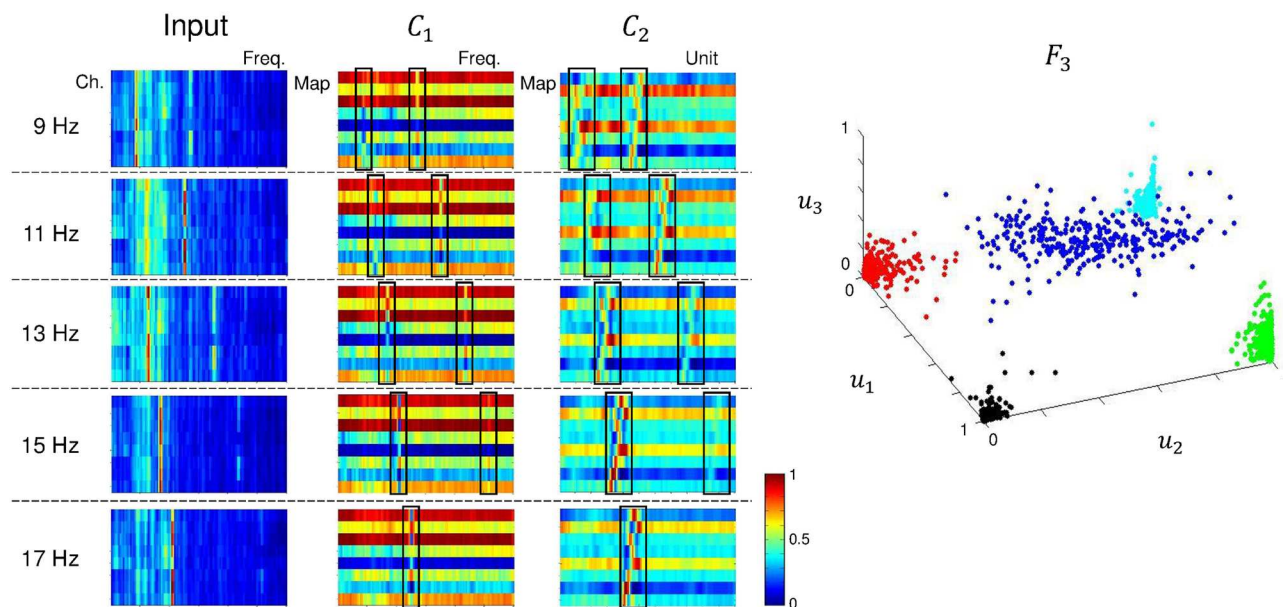 Input C₁ C₂ F₃
Freq. Freq. Unit
Ch. Map Map
9 Hz
11 Hz
13 Hz
15 Hz
17 Hz
1
0.5
0
1
u₃
0
0
u₁
1 0
u₂